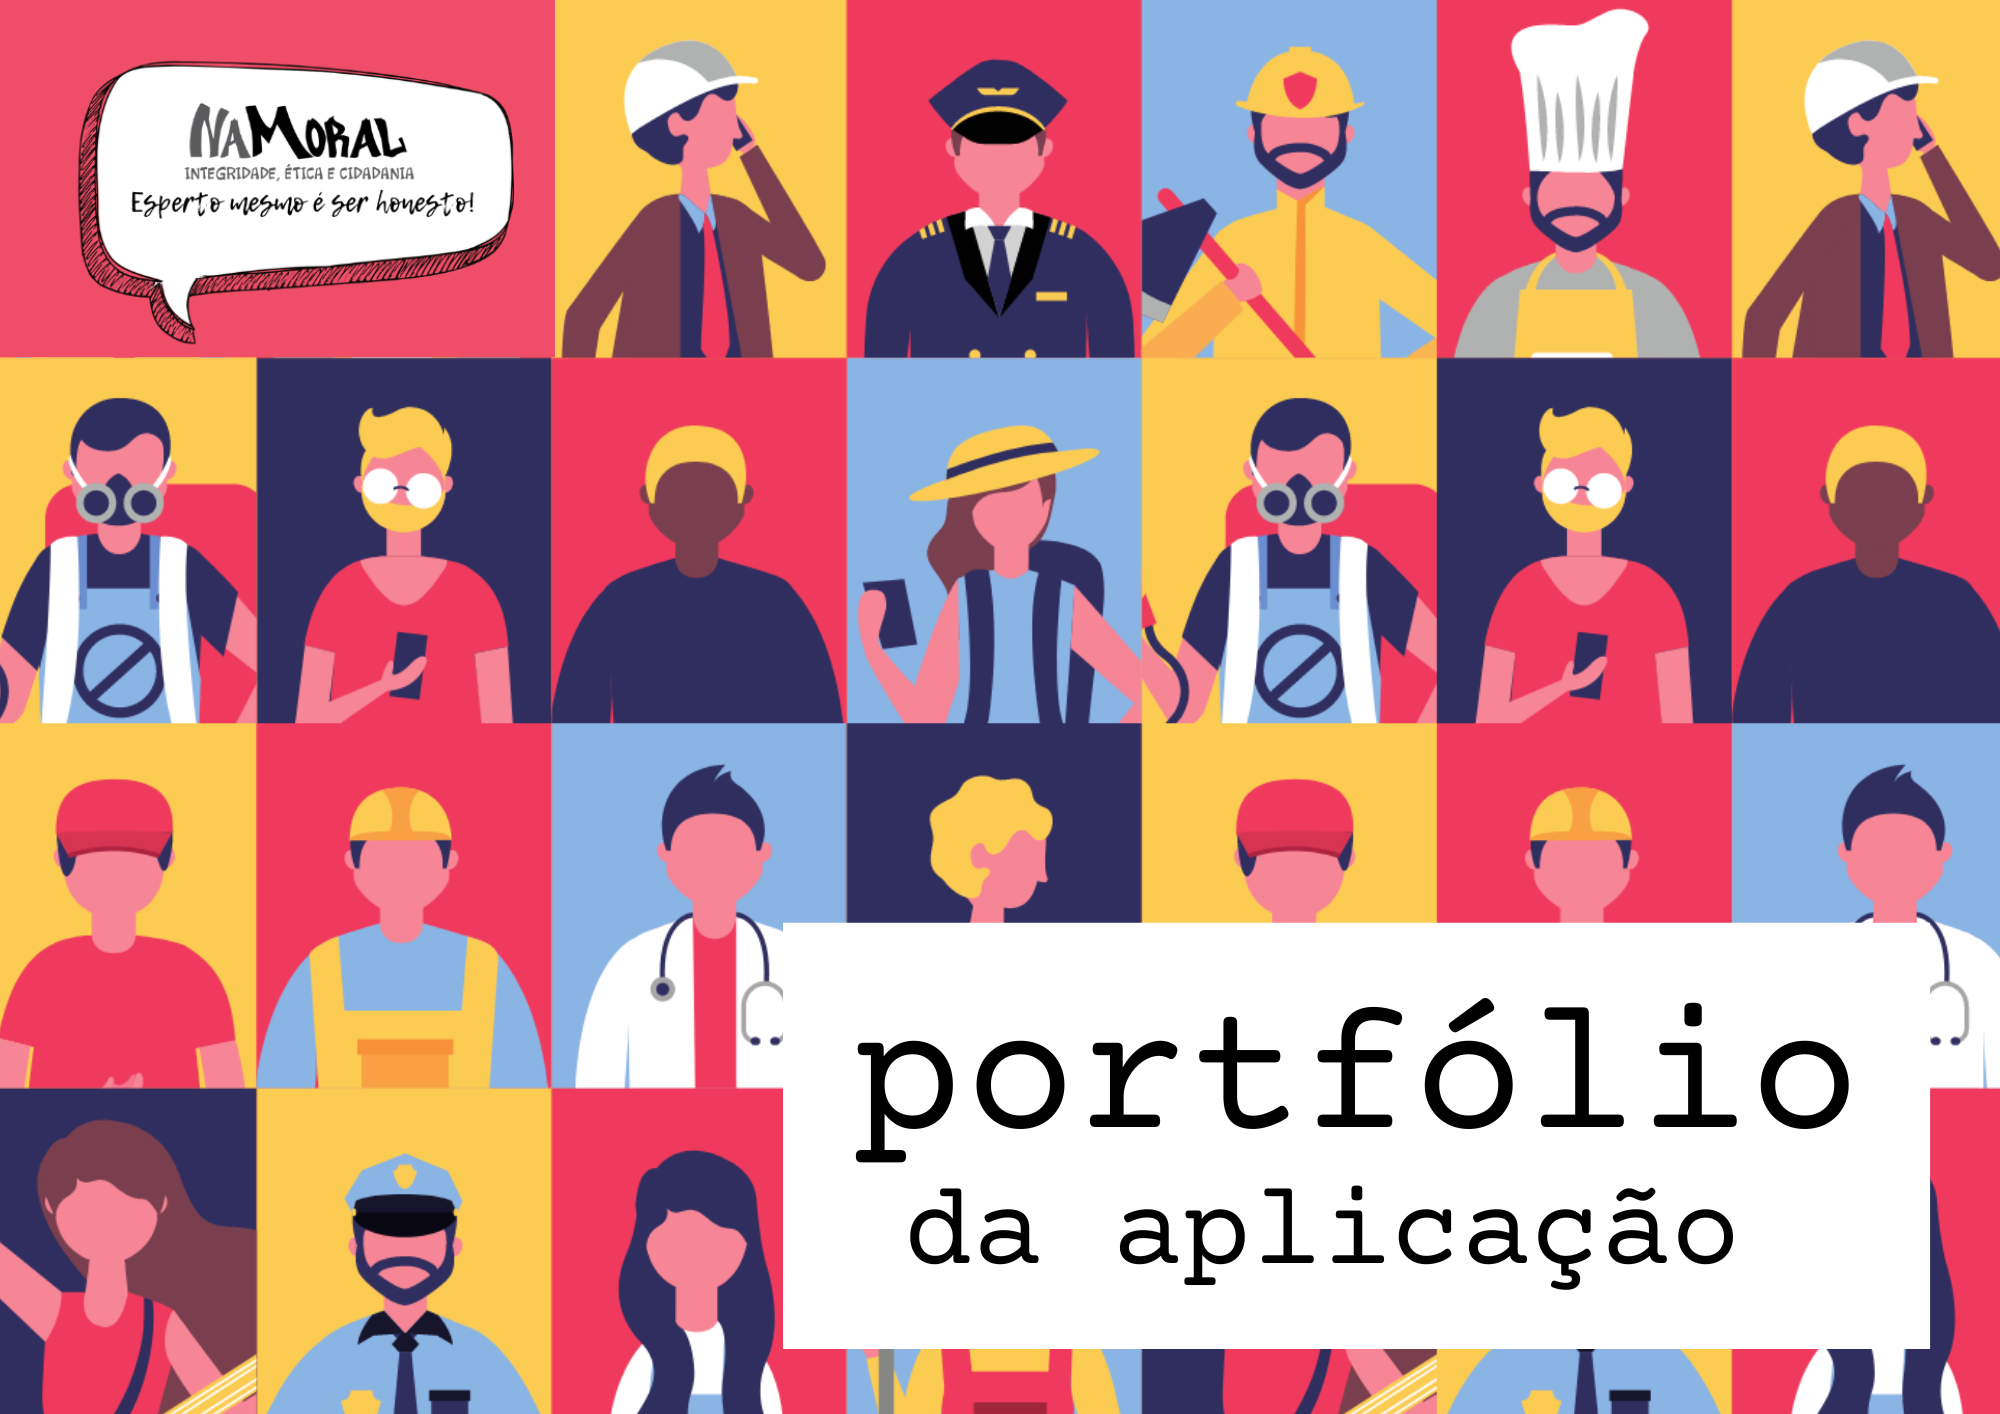 NaMoral
INTEGRIDADE, ÉTICA E CIDADANIA
Esperto mesmo é ser honesto!
portfólio
da aplicação